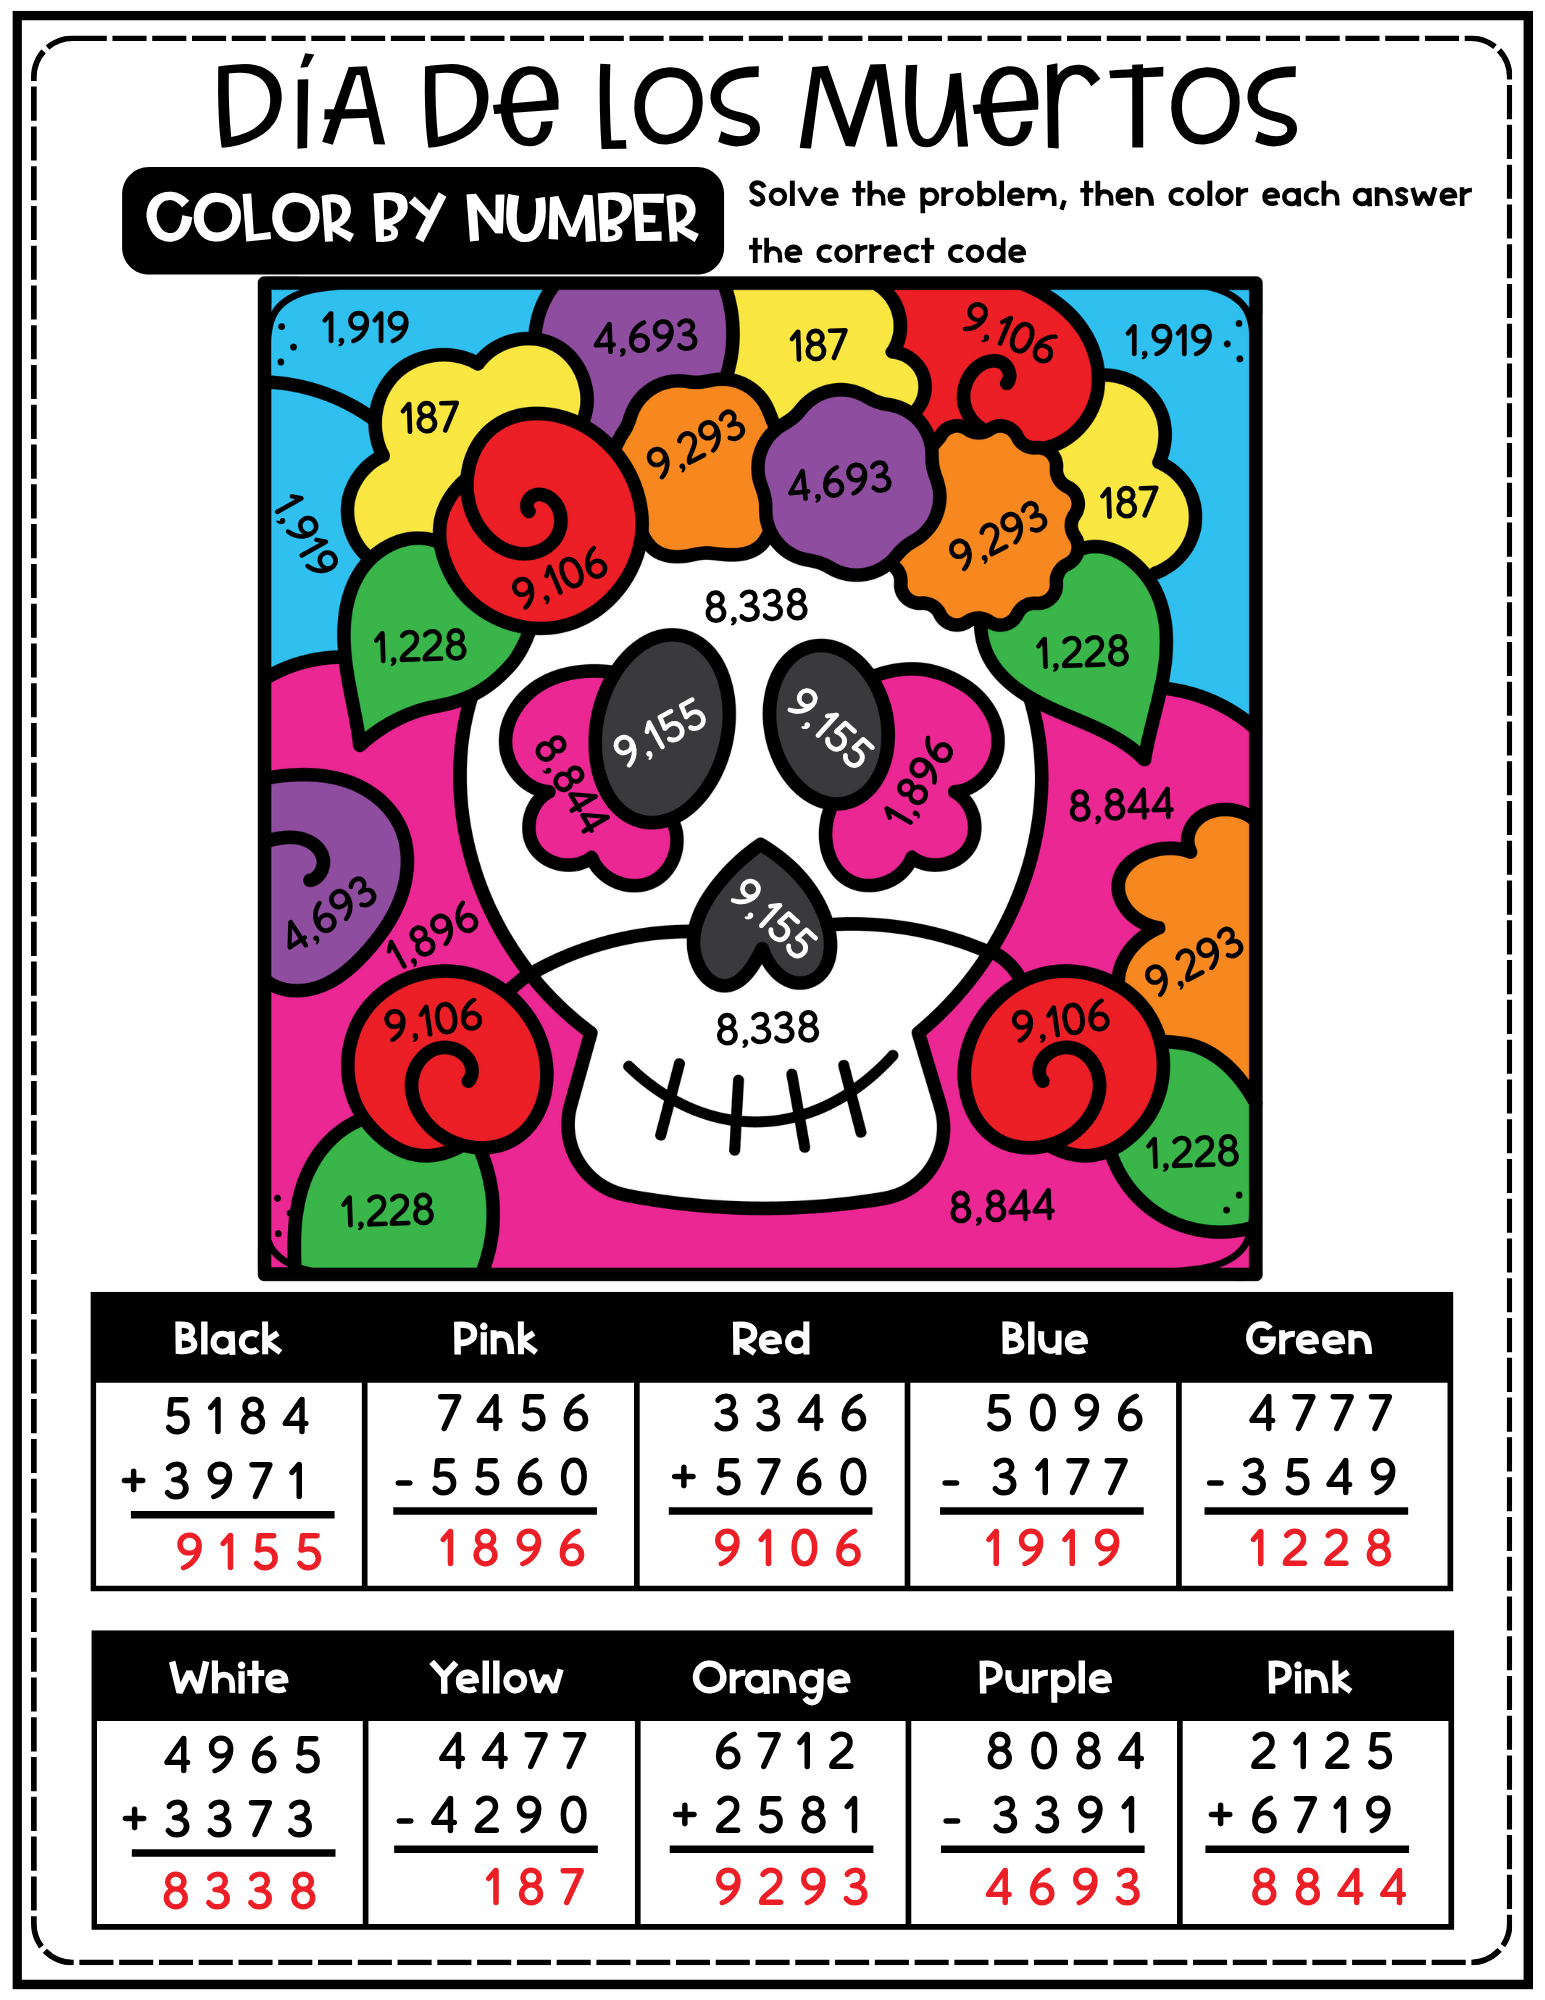 Día De Los Muertos
COLOR BY NUMBER
Solve the problem, then color each answer
the correct code
1,919
4,693
187
9,106
1,919
187
9,293
4,693
9,293
187
1,919
9,106
8,338
1,228
1,228
9,155
9,155
8,844
1,896
8,844
4,693
1,896
9,155
9,293
9,106
8,338
9,106
1,228
1,228
8,844
Black Pink Red Blue Green
5184 7456 3346 5096 4777
+3971 -5560 +5760 -3177 -3549
9155 1896 9106 1919 1228
White Yellow Orange Purple Pink
4965 4477 6712 8084 2125
+3373 -4290 +2581 -3391 +6719
8338 187 9293 4693 8844